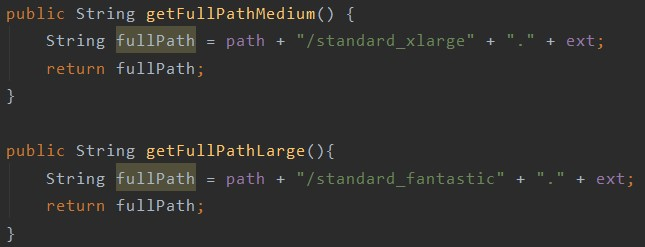 public String getFullPathMedium() {
    String fullPath = path + "/standard_xlarge" + "." + ext;
    return fullPath;
}
public String getFullPathLarge(){
    String fullPath = path + "/standard_fantastic" + "." + ext;
    return fullPath;
}